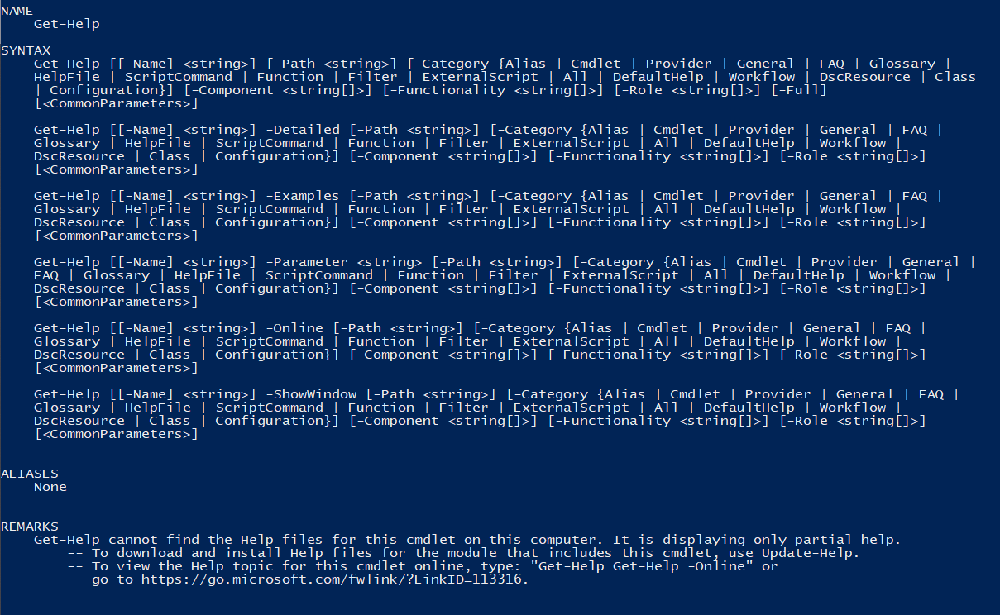 NAME
    Get-Help

SYNTAX
    Get-Help [[-Name] <string>] [-Path <string>] [-Category {Alias | Cmdlet | Provider | General | FAQ | Glossary |
    HelpFile | ScriptCommand | Function | Filter | ExternalScript | All | DefaultHelp | Workflow | DscResource | Class
    | Configuration}] [-Component <string[]>] [-Functionality <string[]>] [-Role <string[]>] [-Full]
    [<CommonParameters>]

    Get-Help [[-Name] <string>] -Detailed [-Path <string>] [-Category {Alias | Cmdlet | Provider | General | FAQ |
    Glossary | HelpFile | ScriptCommand | Function | Filter | ExternalScript | All | DefaultHelp | Workflow |
    DscResource | Class | Configuration}] [-Component <string[]>] [-Functionality <string[]>] [-Role <string[]>]
    [<CommonParameters>]

    Get-Help [[-Name] <string>] -Examples [-Path <string>] [-Category {Alias | Cmdlet | Provider | General | FAQ |
    Glossary | HelpFile | ScriptCommand | Function | Filter | ExternalScript | All | DefaultHelp | Workflow |
    DscResource | Class | Configuration}] [-Component <string[]>] [-Functionality <string[]>] [-Role <string[]>]
    [<CommonParameters>]

    Get-Help [[-Name] <string>] -Parameter <string> [-Path <string>] [-Category {Alias | Cmdlet | Provider | General |
    FAQ | Glossary | HelpFile | ScriptCommand | Function | Filter | ExternalScript | All | DefaultHelp | Workflow |
    DscResource | Class | Configuration}] [-Component <string[]>] [-Functionality <string[]>] [-Role <string[]>]
    [<CommonParameters>]

    Get-Help [[-Name] <string>] -Online [-Path <string>] [-Category {Alias | Cmdlet | Provider | General | FAQ |
    Glossary | HelpFile | ScriptCommand | Function | Filter | ExternalScript | All | DefaultHelp | Workflow |
    DscResource | Class | Configuration}] [-Component <string[]>] [-Functionality <string[]>] [-Role <string[]>]
    [<CommonParameters>]

    Get-Help [[-Name] <string>] -ShowWindow [-Path <string>] [-Category {Alias | Cmdlet | Provider | General | FAQ |
    Glossary | HelpFile | ScriptCommand | Function | Filter | ExternalScript | All | DefaultHelp | Workflow |
    DscResource | Class | Configuration}] [-Component <string[]>] [-Functionality <string[]>] [-Role <string[]>]
    [<CommonParameters>]


ALIASES
    None


REMARKS
    Get-Help cannot find the Help files for this cmdlet on this computer. It is displaying only partial help.
        -- To download and install Help files for the module that includes this cmdlet, use Update-Help.
        -- To view the Help topic for this cmdlet online, type: "Get-Help Get-Help -Online" or
           go to https://go.microsoft.com/fwlink/?LinkID=113316.